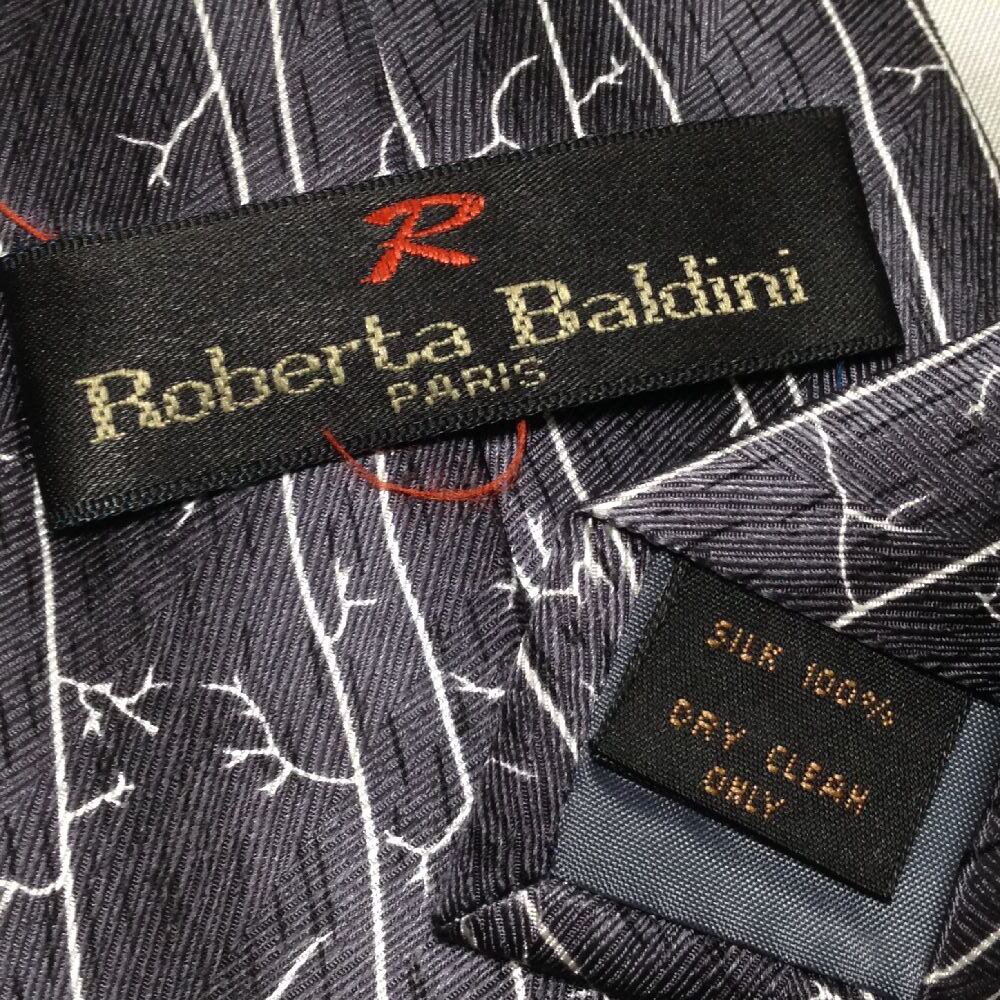 R
Roberta Baldini
PARIS
SILK 100%
DRY CLEAN
ONLY